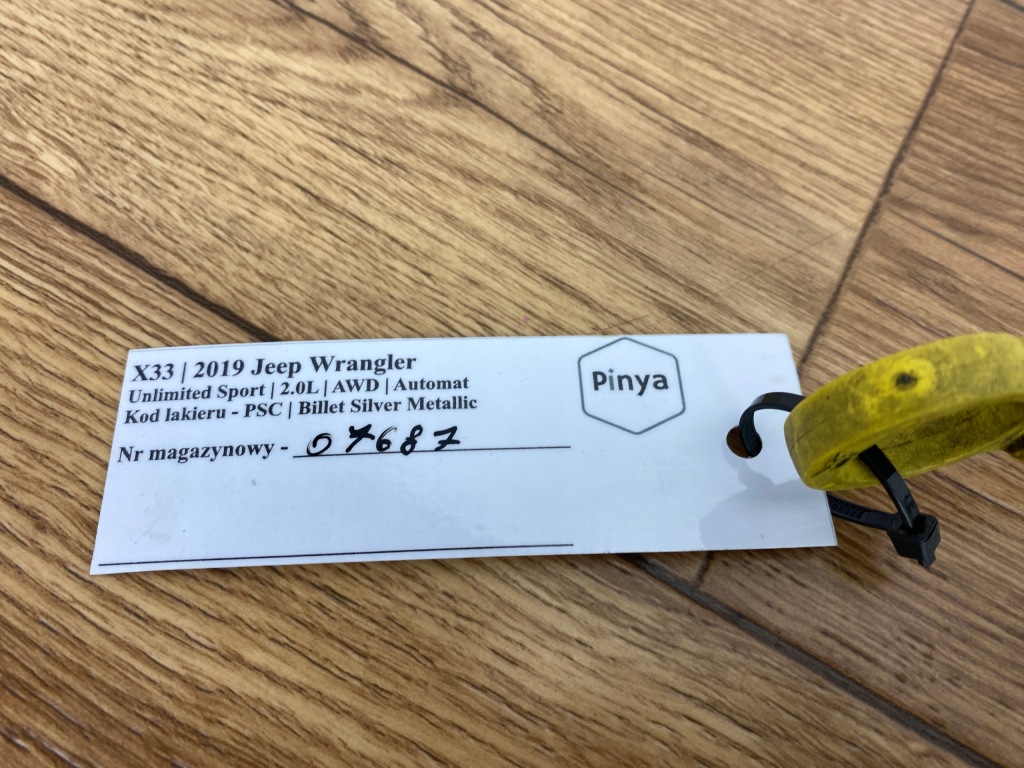 X33 | 2019 Jeep Wrangler
Unlimited Sport | 2.0L | AWD | Automat
Kod lakieru - PSC | Billet Silver Metallic
Nr magazynowy - 07687
Pinya